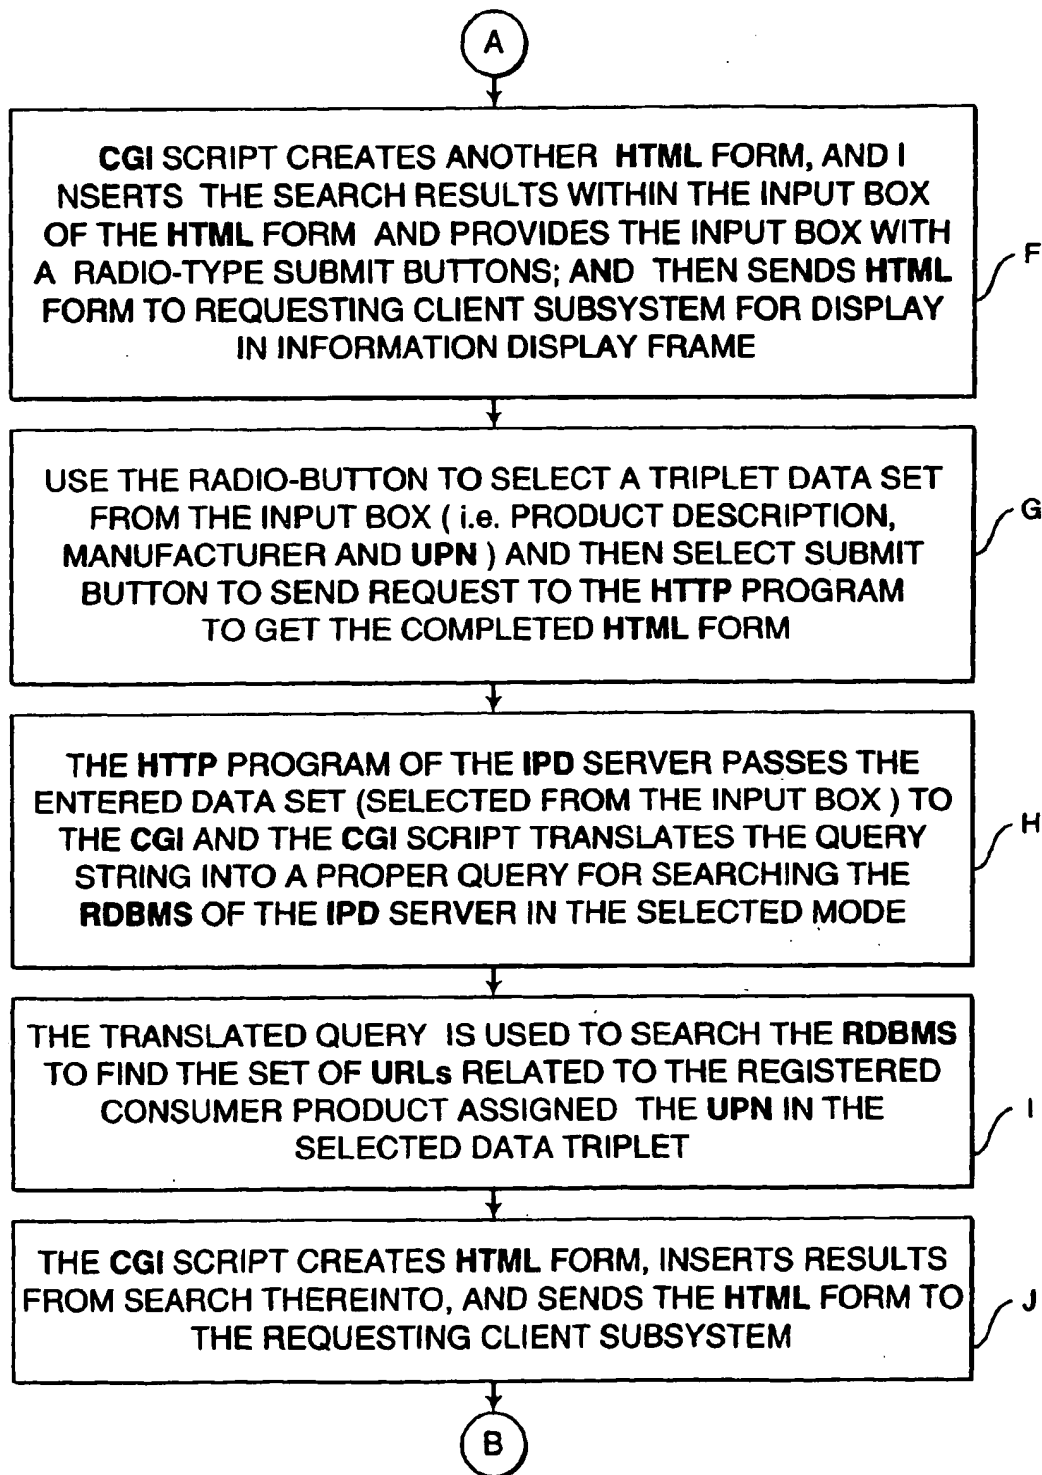 A
CGI SCRIPT CREATES ANOTHER HTML FORM, AND I
NSERTS THE SEARCH RESULTS WITHIN THE INPUT BOX
OF THE HTML FORM AND PROVIDES THE INPUT BOX WITH
A RADIO-TYPE SUBMIT BUTTONS; AND THEN SENDS HTML
FORM TO REQUESTING CLIENT SUBSYSTEM FOR DISPLAY
IN INFORMATION DISPLAY FRAME
F
USE THE RADIO-BUTTON TO SELECT A TRIPLET DATA SET
FROM THE INPUT BOX ( i.e. PRODUCT DESCRIPTION,
MANUFACTURER AND UPN ) AND THEN SELECT SUBMIT
BUTTON TO SEND REQUEST TO THE HTTP PROGRAM
TO GET THE COMPLETED HTML FORM
G
THE HTTP PROGRAM OF THE IPD SERVER PASSES THE
ENTERED DATA SET (SELECTED FROM THE INPUT BOX ) TO
THE CGI AND THE CGI SCRIPT TRANSLATES THE QUERY
STRING INTO A PROPER QUERY FOR SEARCHING THE
RDBMS OF THE IPD SERVER IN THE SELECTED MODE
H
THE TRANSLATED QUERY IS USED TO SEARCH THE RDBMS
TO FIND THE SET OF URLs RELATED TO THE REGISTERED
CONSUMER PRODUCT ASSIGNED THE UPN IN THE
SELECTED DATA TRIPLET
I
THE CGI SCRIPT CREATES HTML FORM, INSERTS RESULTS
FROM SEARCH THEREINTO, AND SENDS THE HTML FORM TO
THE REQUESTING CLIENT SUBSYSTEM
J
B